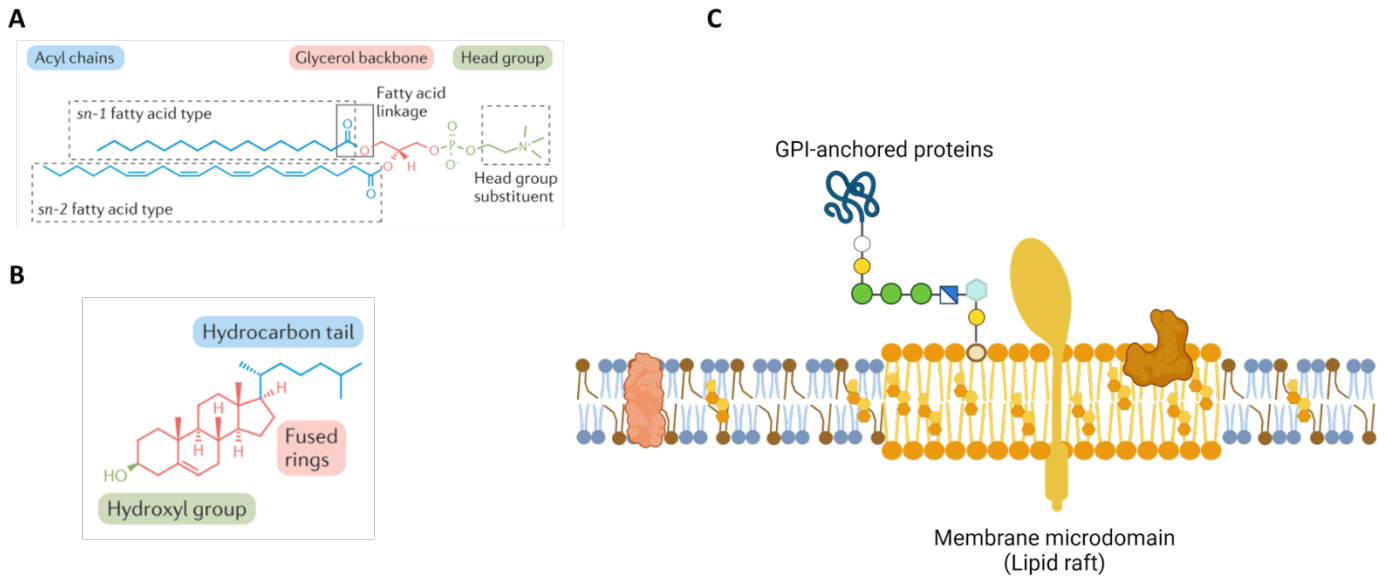 A
Acyl chains
Glycerol backbone
Head group
sn-1 fatty acid type
Fatty acid
linkage
O
O
O
H
O
O
O
P
O⁻
O
N⁺
Head group
substituent
sn-2 fatty acid type
B
Hydrocarbon tail
H
H
H
H
Fused
rings
HO
Hydroxyl group
C
GPI-anchored proteins
Membrane microdomain
(Lipid raft)